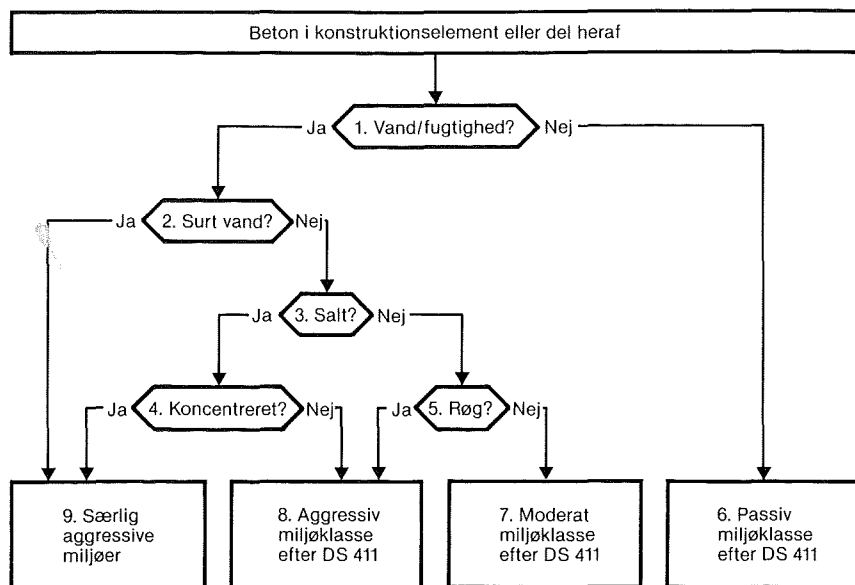 Beton i konstruktionselement eller del heraf
Ja
1. Vand/fugtighed?
Nej
Ja
2. Surt vand?
Nej
Ja
3. Salt?
Nej
Ja
4. Koncentreret?
Nej
Ja
5. Røg?
Nej
9. Særlig
aggressive
miljøer
8. Aggressiv
miljøklasse
efter DS 411
7. Moderat
miljøklasse
efter DS 411
6. Passiv
miljøklasse
efter DS 411